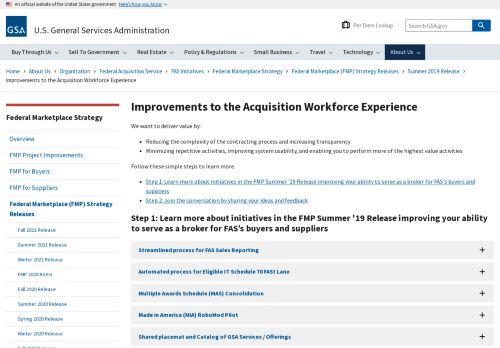 An official website of the United States government Here's how you know
GSA U.S. General Services Administration
Per Diem Lookup
Search GSA.gov
Buy Through Us Sell To Government Real Estate Policy & Regulations Small Business Travel Technology About Us
Home › About Us › Organization › Federal Acquisition Service › FAS Initiatives › Federal Marketplace Strategy › Federal Marketplace (FMP) Strategy Releases › Summer 2019 Release ›
Improvements to the Acquisition Workforce Experience
Federal Marketplace Strategy
Overview
FMP Project Improvements
FMP for Buyers
FMP for Suppliers
Federal Marketplace (FMP) Strategy
Releases
Fall 2021 Release
Summer 2021 Release
Winter 2021 Release
FMP 2020 Retro
Fall 2020 Release
Summer 2020 Release
Spring 2020 Release
Winter 2020 Release
Improvements to the Acquisition Workforce Experience
We want to deliver value by:
• Reducing the complexity of the contracting process and increasing transparency
• Minimizing repetitive activities, improving system usability, and enabling you to perform more of the highest value activities
Follow these simple steps to learn more.
• Step 1: Learn more about initiatives in the FMP Summer '19 Release improving your ability to serve as a broker for FAS's buyers and
suppliers
• Step 2: Join the conversation by sharing your ideas and feedback.
Step 1: Learn more about initiatives in the FMP Summer '19 Release improving your ability
to serve as a broker for FAS's buyers and suppliers
Streamlined process for FAS Sales Reporting +
Automated process for Eligible IT Schedule 70 FASt Lane +
Multiple Awards Schedule (MAS) Consolidation +
Made in America (MIA) RoboMod Pilot +
Shared placemat and Catalog of GSA Services / Offerings +